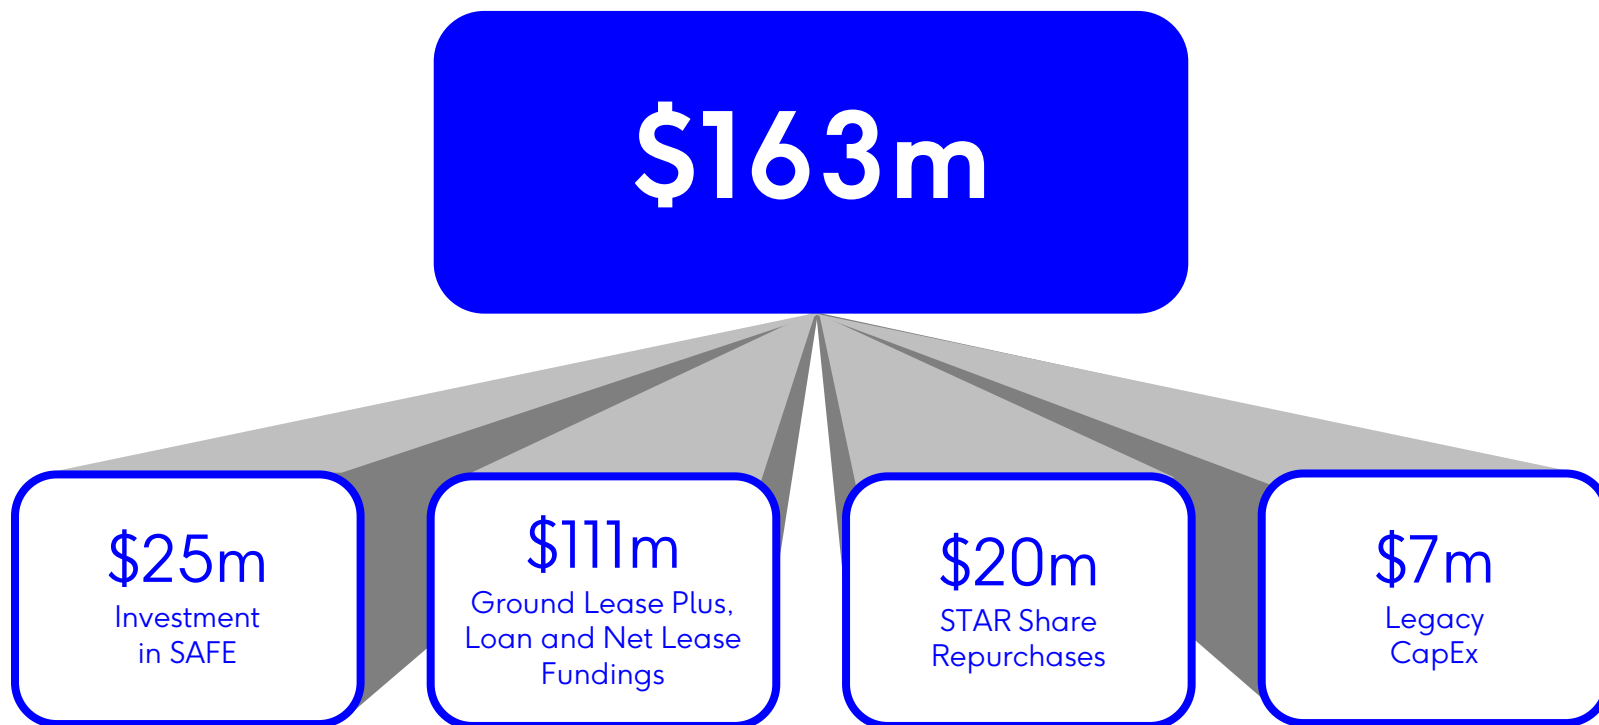 $163m
$25m
Investment
in SAFE
$111m
Ground Lease Plus,
Loan and Net Lease
Fundings
$20m
STAR Share
Repurchases
$7m
Legacy
CapEx